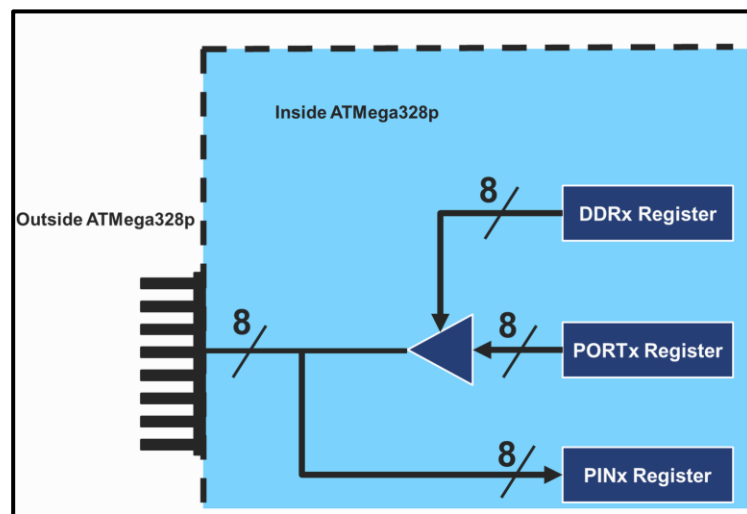 Inside ATMega328p
8
DDRx Register
Outside ATMega328p
8
8
PORTx Register
8
PINx Register